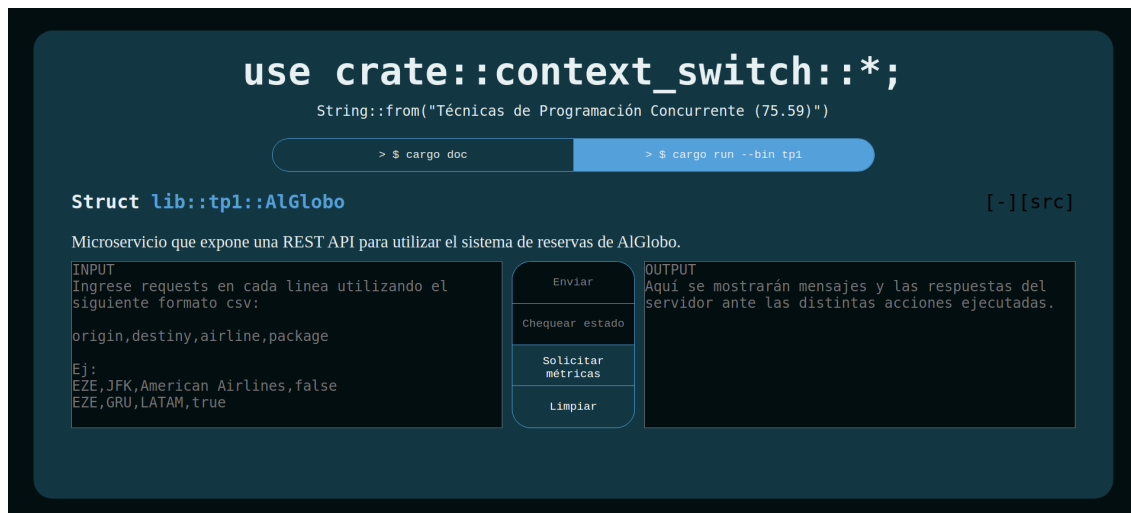 use crate::context_switch::*;
String::from("Técnicas de Programación Concurrente (75.59)")
> $ cargo doc
> $ cargo run --bin tp1
Struct lib::tp1::AlGlobo
[-][src]
Microservicio que expone una REST API para utilizar el sistema de reservas de AlGlobo.
INPUT
Ingrese requests en cada linea utilizando el
siguiente formato csv:
origin,destiny,airline,package
Ej:
EZE,JFK,American Airlines,false
EZE,GRU,LATAM,true
Enviar
Chequear estado
Solicitar
métricas
Limpiar
OUTPUT
Aquí se mostrarán mensajes y las respuestas del
servidor ante las distintas acciones ejecutadas.